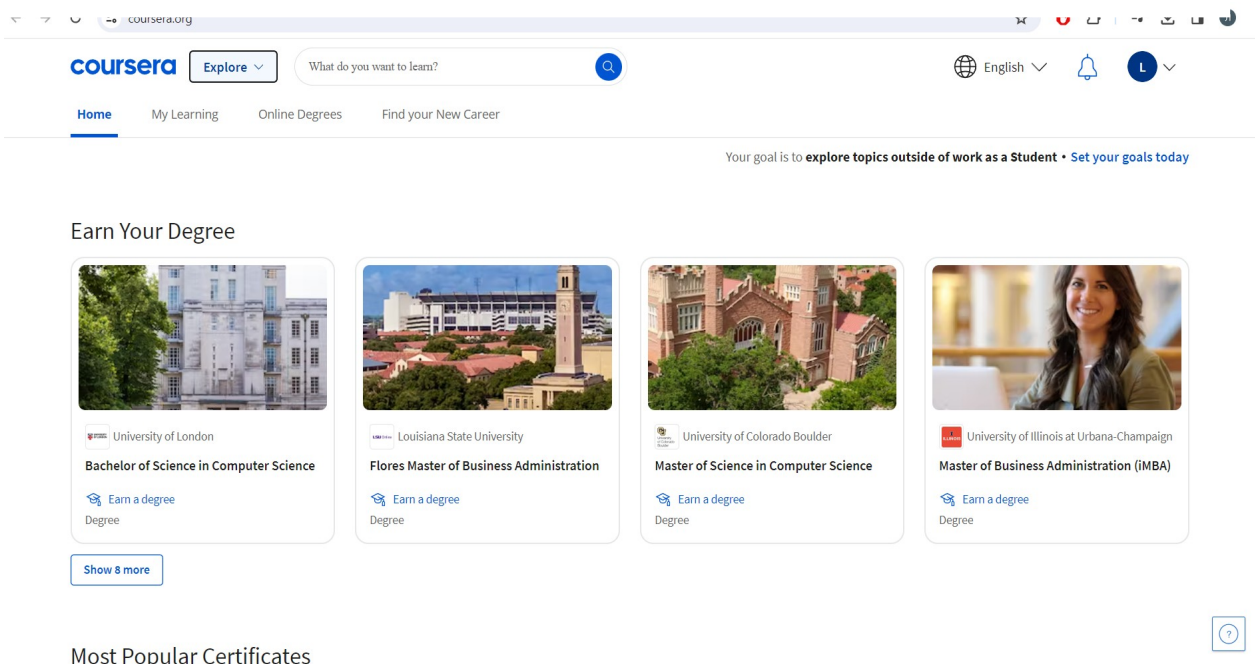 coursera.org
coursera
Explore
What do you want to learn?
English
L
Home
My Learning
Online Degrees
Find your New Career
Your goal is to explore topics outside of work as a Student • Set your goals today
Earn Your Degree
University of London
Bachelor of Science in Computer Science
Earn a degree
Degree
Louisiana State University
Flores Master of Business Administration
Earn a degree
Degree
University of Colorado Boulder
Master of Science in Computer Science
Earn a degree
Degree
ILLINOIS
University of Illinois at Urbana-Champaign
Master of Business Administration (iMBA)
Earn a degree
Degree
Show 8 more
Most Popular Certificates
?